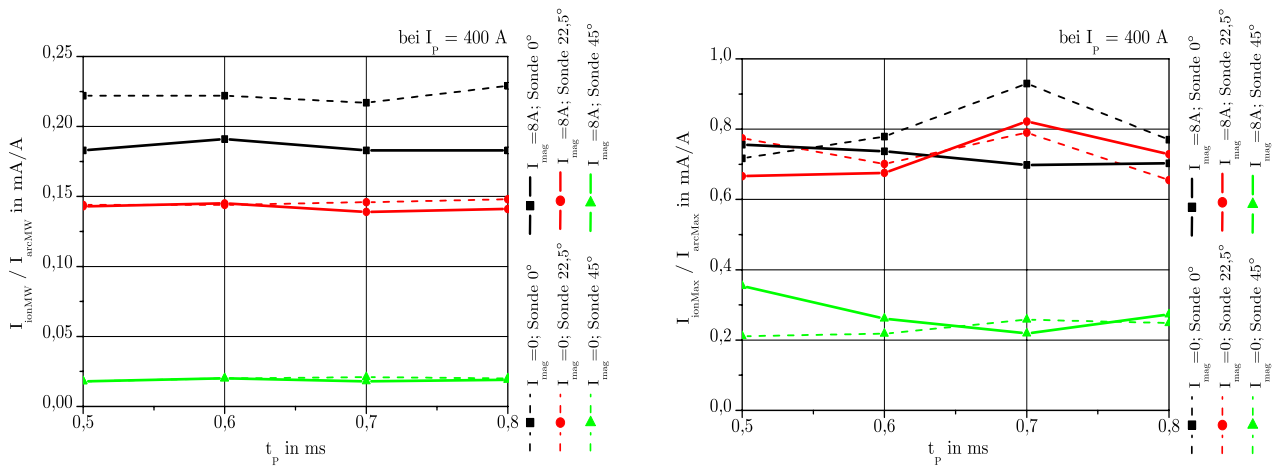 bei I_P = 400 A
0,25
0,20
0,15
0,10
0,05
0,00
0,5 0,6 0,7 0,8
t_P in ms
I_ionMW / I_arcMW in mA/A
I_mag=0; Sonde 0° I_mag=8A; Sonde 0°
I_mag=0; Sonde 22,5° I_mag=8A; Sonde 22,5°
I_mag=0; Sonde 45° I_mag=8A; Sonde 45°
bei I_P = 400 A
1,0
0,8
0,6
0,4
0,2
0,0
0,5 0,6 0,7 0,8
t_P in ms
I_ionMax / I_arcMax in mA/A
I_mag=0; Sonde 0° I_mag=8A; Sonde 0°
I_mag=0; Sonde 22,5° I_mag=8A; Sonde 22,5°
I_mag=0; Sonde 45° I_mag=8A; Sonde 45°